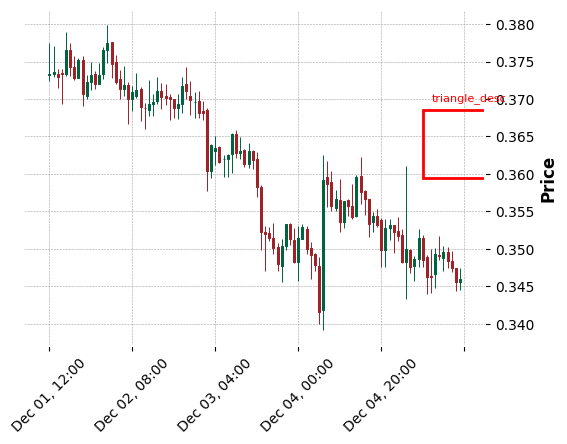 0.380
0.375
triangle_desc
0.370
0.365
0.360
0.355
0.350
0.345
0.340
Price
Dec 01, 12:00
Dec 02, 08:00
Dec 03, 04:00
Dec 04, 00:00
Dec 04, 20:00